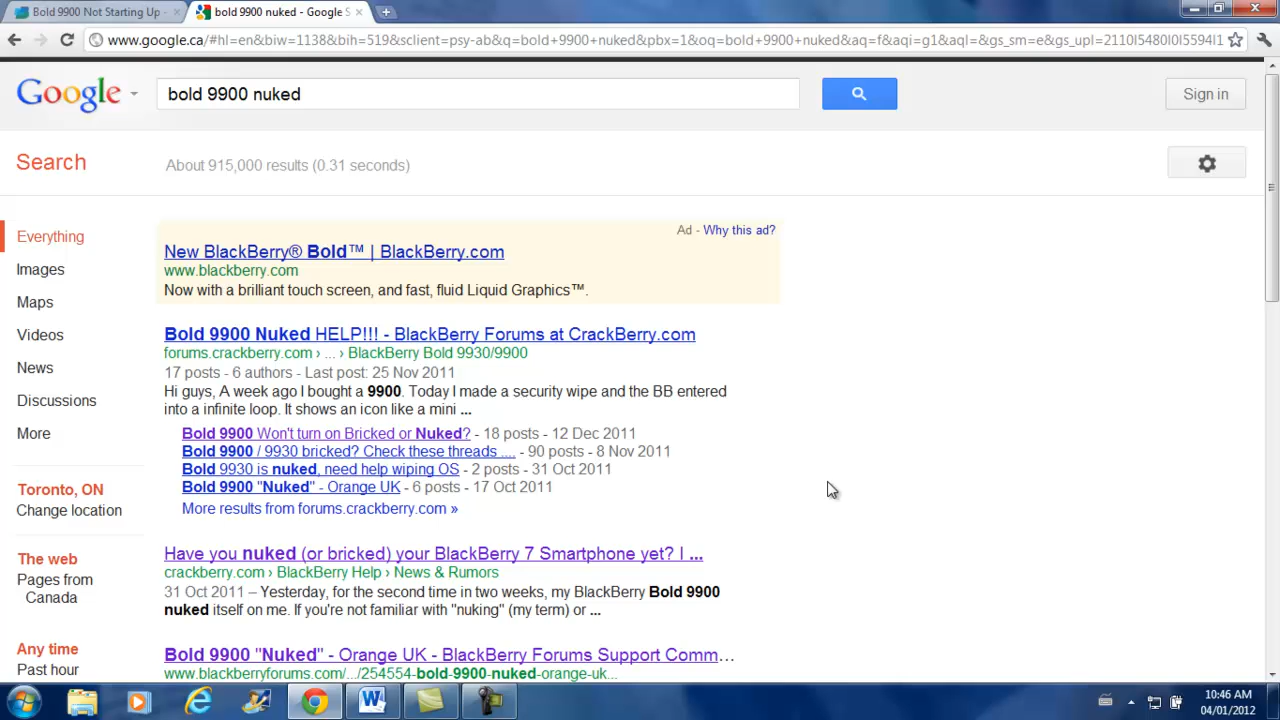 Bold 9900 Not Starting Up -
bold 9900 nuked - Google S
www.google.ca/#hl=en&biw=1138&bih=519&sclient=psy-ab&q=bold+9900+nuked&pbx=1&oq=bold+9900+nuked&aq=f&aqi=g1&aql=&gs_sm=e&gs_upl=2110l5480l0l5594l1
Google
bold 9900 nuked
Sign in
Search
About 915,000 results (0.31 seconds)
Everything
Images
Maps
Videos
News
Discussions
More
Toronto, ON
Change location
The web
Pages from
Canada
Any time
Past hour
Ad - Why this ad?
New BlackBerry® Bold™ | BlackBerry.com
www.blackberry.com
Now with a brilliant touch screen, and fast, fluid Liquid Graphics™.
Bold 9900 Nuked HELP!!! - BlackBerry Forums at CrackBerry.com
forums.crackberry.com › ... › BlackBerry Bold 9930/9900
17 posts - 6 authors - Last post: 25 Nov 2011
Hi guys, A week ago I bought a 9900. Today I made a security wipe and the BB entered
into a infinite loop. It shows an icon like a mini ...
Bold 9900 Won't turn on Bricked or Nuked? - 18 posts - 12 Dec 2011
Bold 9900 / 9930 bricked? Check these threads .... - 90 posts - 8 Nov 2011
Bold 9930 is nuked, need help wiping OS - 2 posts - 31 Oct 2011
Bold 9900 "Nuked" - Orange UK - 6 posts - 17 Oct 2011
More results from forums.crackberry.com »
Have you nuked (or bricked) your BlackBerry 7 Smartphone yet? I ...
crackberry.com › BlackBerry Help › News & Rumors
31 Oct 2011 – Yesterday, for the second time in two weeks, my BlackBerry Bold 9900
nuked itself on me. If you're not familiar with "nuking" (my term) or ...
Bold 9900 "Nuked" - Orange UK - BlackBerry Forums Support Comm...
www.blackberryforums.com/.../254554-bold-9900-nuked-orange-uk...
10:46 AM
04/01/2012